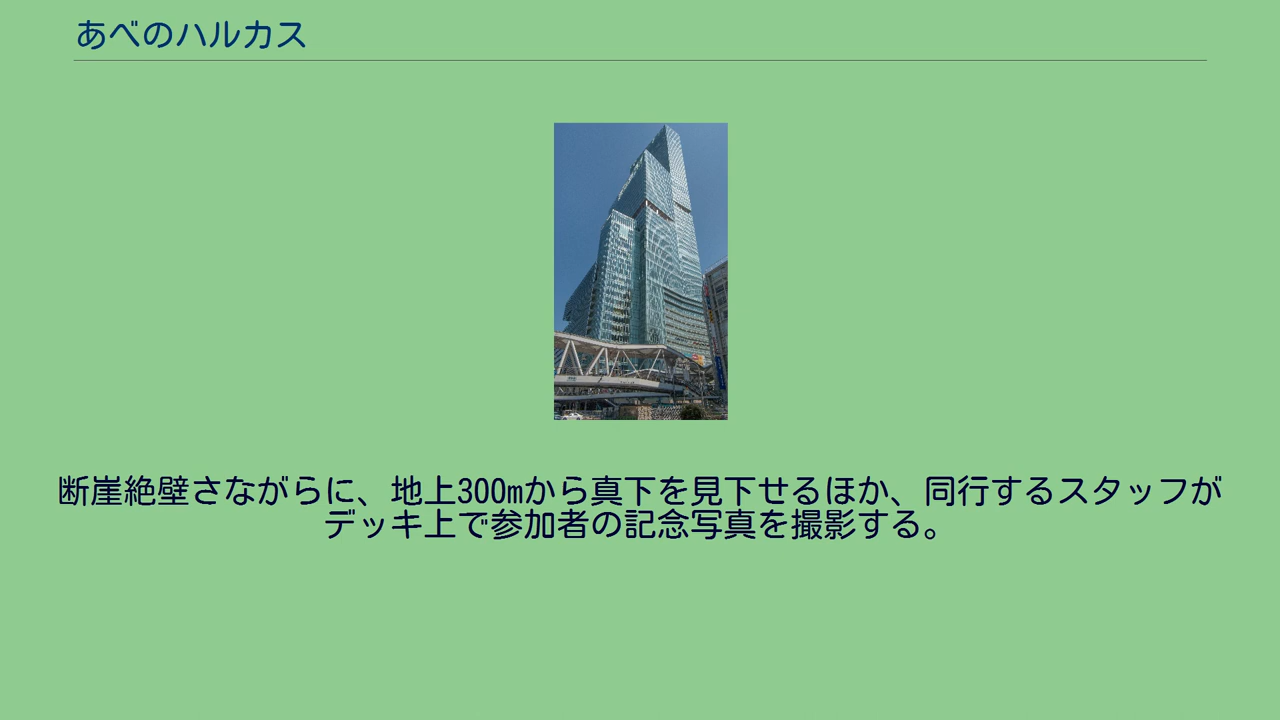 あべのハルカス
断崖絶壁さながらに、地上300mから真下を見下せるほか、同行するスタッフが
デッキ上で参加者の記念写真を撮影する。